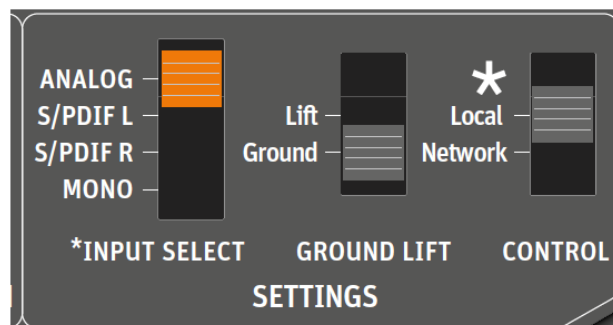 ANALOG
S/PDIF L
S/PDIF R
MONO
*INPUT SELECT
Lift
Ground
GROUND LIFT
*
Local
Network
CONTROL
SETTINGS